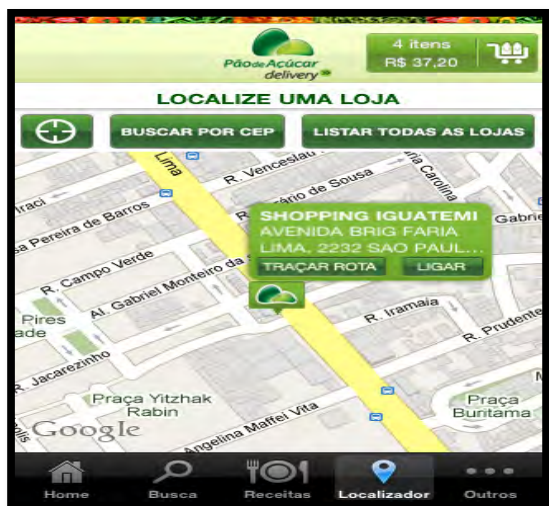 Pão de Açúcar
delivery
4 itens
R$ 37,20
LOCALIZE UMA LOJA
BUSCAR POR CEP
LISTAR TODAS AS LOJAS
Lima
R. Venceslau
Carolina
Iraci
sa Pereira de Barros
ário de Sousa
SHOPPING IGUATEMI
AVENIDA BRIG FARIA
LIMA, 2232 SAO PAUL...
TRAÇAR ROTA
LIGAR
Gabrie
R. Campo Verde
Al. Gabriel Monteiro da
Pires
ade
R. Iramaia
R. Prudente
R. Jacarezinho
Praça Yitzhak
Rabin
Praça
Buritama
Angelina Maffei Vita
Google
Home
Busca
Receitas
Localizador
Outros